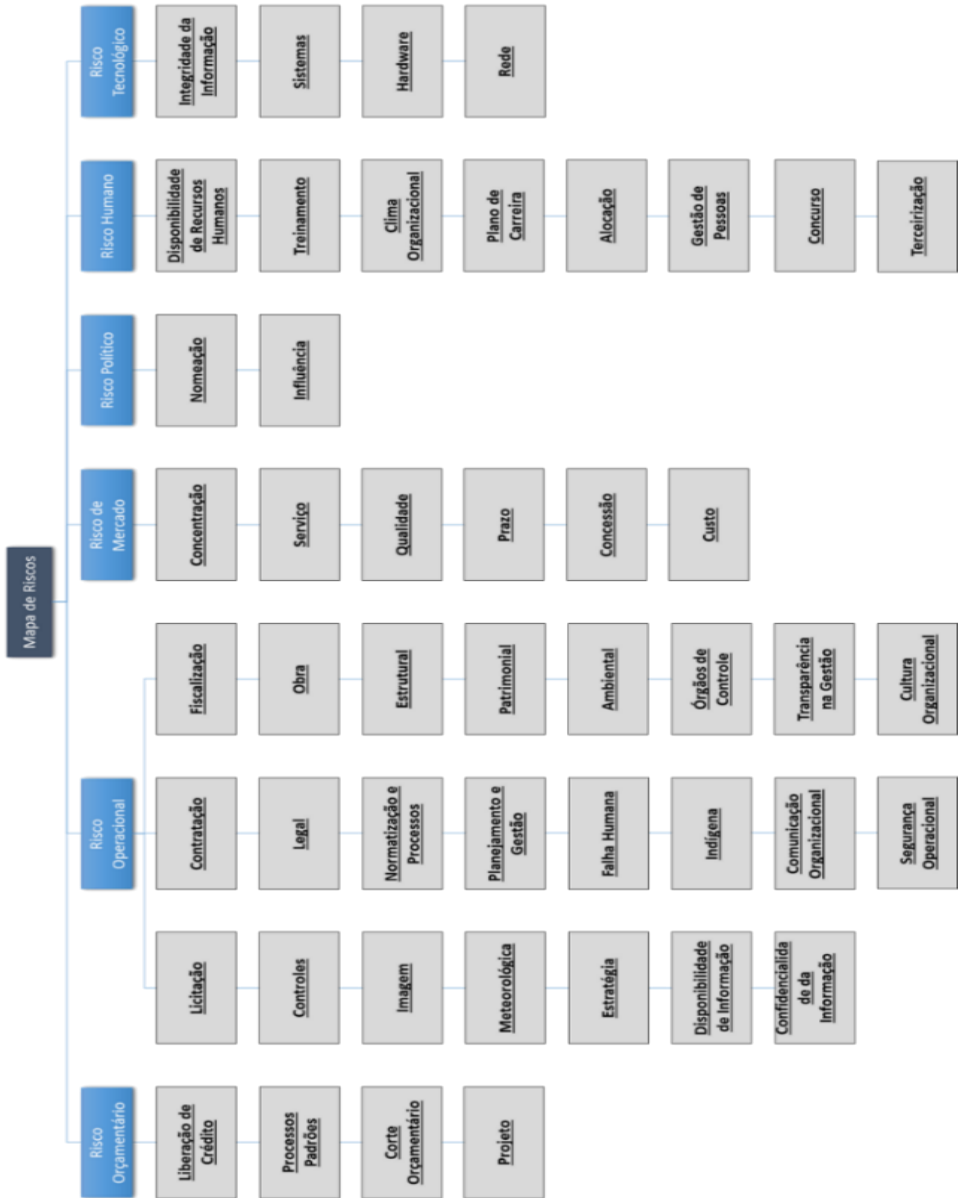 Mapa de Riscos
Risco
Orçamentário
Liberação de
Crédito
Processos
Padrões
Corte
Orçamentário
Projeto
Risco
Operacional
Licitação
Controles
Imagem
Meteorológica
Estratégia
Disponibilidade
de Informação
Confidencialida
de da
Informação
Contratação
Legal
Normatização e
Processos
Planejamento e
Gestão
Falha Humana
Indígena
Comunicação
Organizacional
Segurança
Operacional
Fiscalização
Obra
Estrutural
Patrimonial
Ambiental
Órgãos de
Controle
Transparência
na Gestão
Cultura
Organizacional
Risco de
Mercado
Concentração
Serviço
Qualidade
Prazo
Concessão
Custo
Risco Político
Nomeação
Influência
Risco Humano
Disponibilidade
de Recursos
Humanos
Treinamento
Clima
Organizacional
Plano de
Carreira
Alocação
Gestão de
Pessoas
Concurso
Terceirização
Risco
Tecnológico
Integridade da
Informação
Sistemas
Hardware
Rede